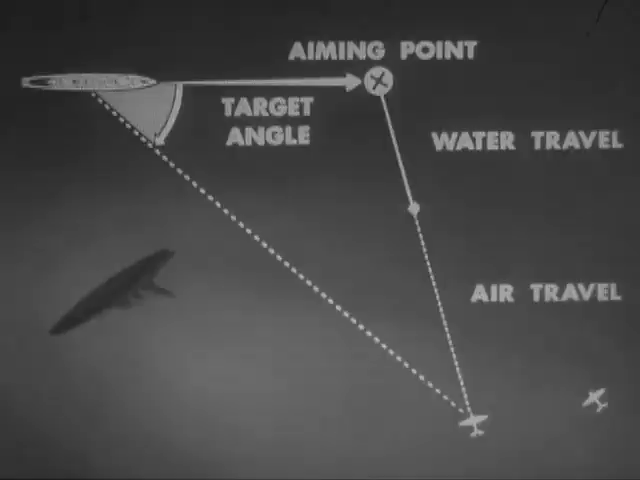 AIMING POINT
TARGET
ANGLE
WATER TRAVEL
AIR TRAVEL